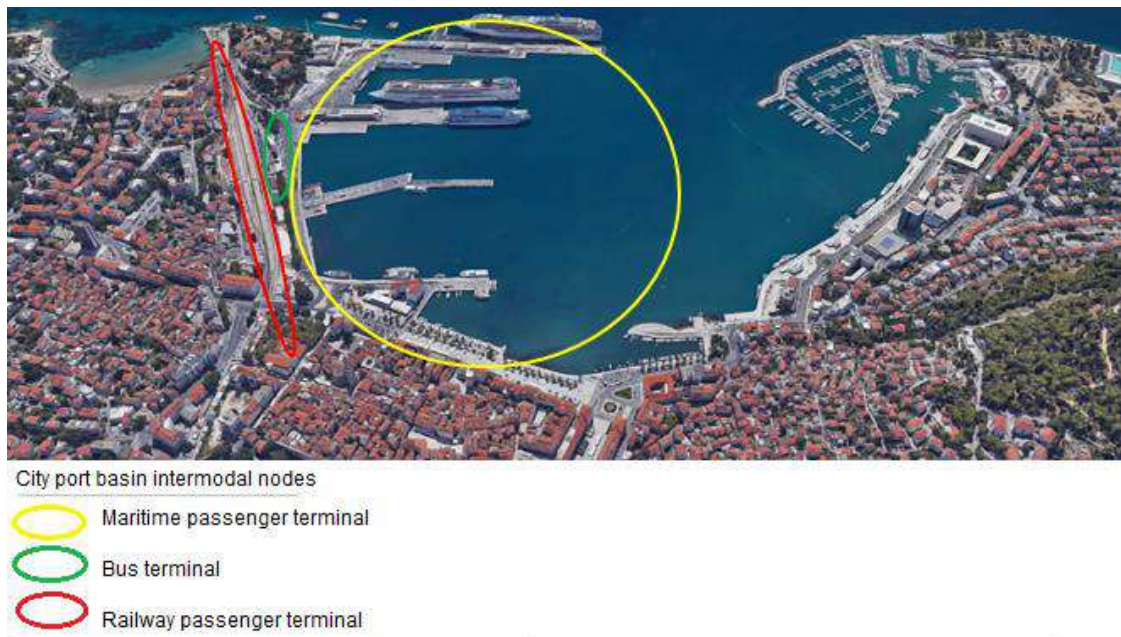 City port basin intermodal nodes
Maritime passenger terminal
Bus terminal
Railway passenger terminal